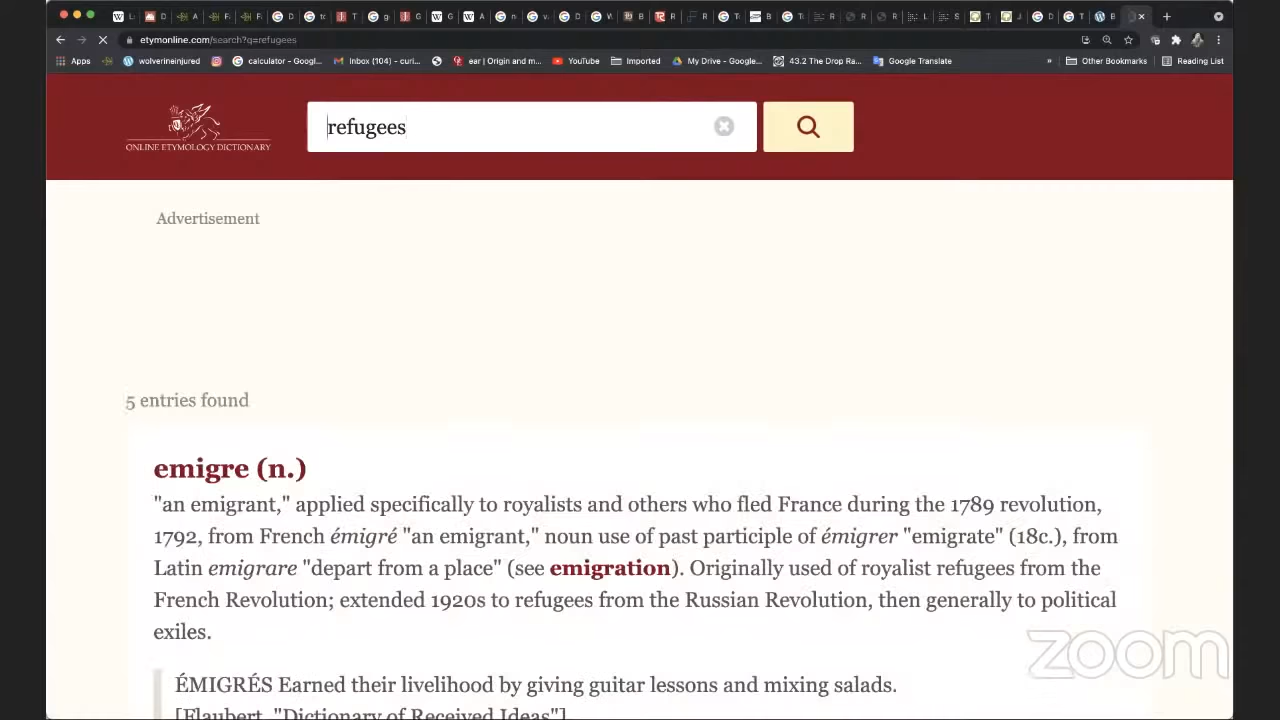 etymonline.com/search?q=refugees
Apps wolverineinjured calculator - Googl... Inbox (104) - curi... ear | Origin and m... YouTube Imported My Drive - Google... 43.2 The Drop Ra... Google Translate » Other Bookmarks Reading List
ONLINE ETYMOLOGY DICTIONARY
refugees
Advertisement
5 entries found
emigre (n.)
"an emigrant," applied specifically to royalists and others who fled France during the 1789 revolution,
1792, from French émigré "an emigrant," noun use of past participle of émigrer "emigrate" (18c.), from
Latin emigrare "depart from a place" (see emigration). Originally used of royalist refugees from the
French Revolution; extended 1920s to refugees from the Russian Revolution, then generally to political
exiles.
ÉMIGRÉS Earned their livelihood by giving guitar lessons and mixing salads.
[Flaubert, "Dictionary of Received Ideas"]
zoom